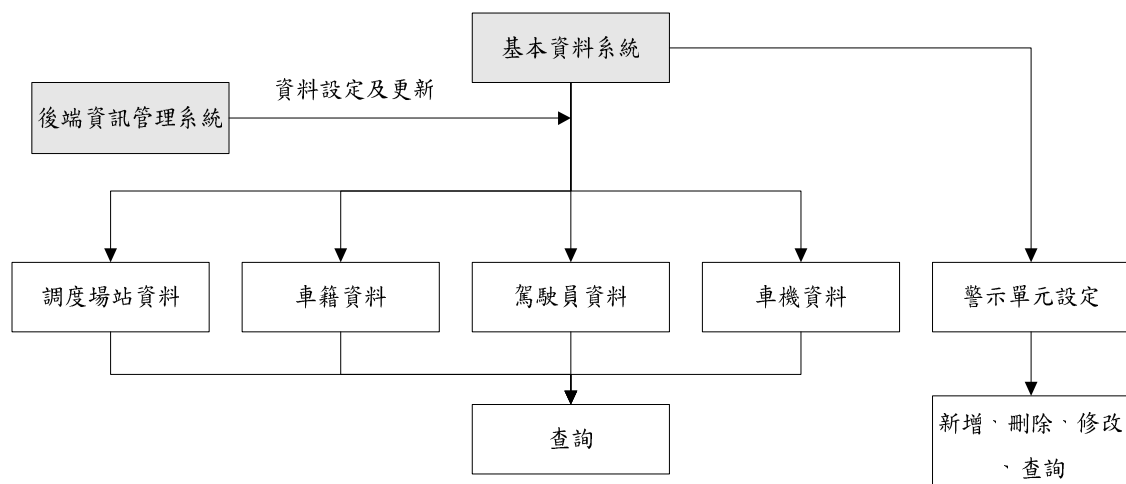 基本資料系統
資料設定及更新
後端資訊管理系統
調度場站資料
車籍資料
駕駛員資料
車機資料
警示單元設定
查詢
新增、刪除、修改
、查詢